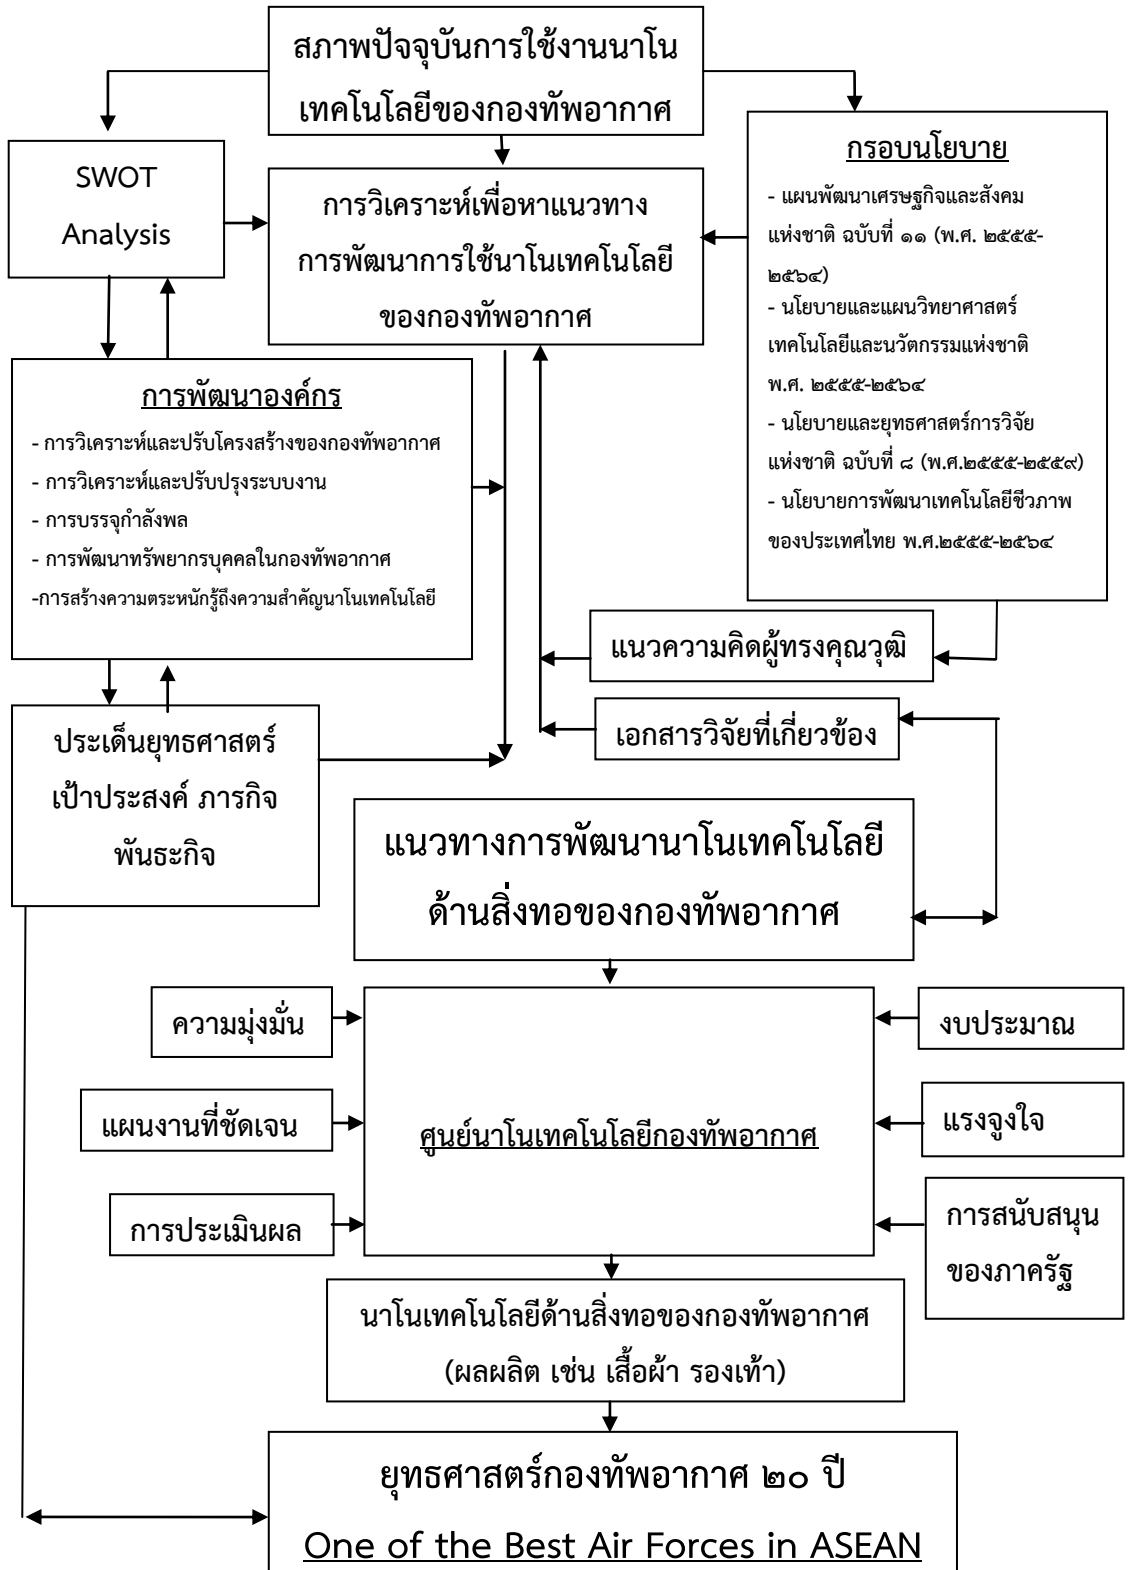 สภาพปัจจุบันการใช้งานนาโน
เทคโนโลยีของกองทัพอากาศ
SWOT
Analysis
การวิเคราะห์เพื่อหาแนวทาง
การพัฒนาการใช้นาโนเทคโนโลยี
ของกองทัพอากาศ
กรอบนโยบาย
- แผนพัฒนาเศรษฐกิจและสังคม
แห่งชาติ ฉบับที่ ๑๑ (พ.ศ. ๒๕๕๕-
๒๕๖๔)
- นโยบายและแผนวิทยาศาสตร์
เทคโนโลยีและนวัตกรรมแห่งชาติ
พ.ศ. ๒๕๕๕-๒๕๖๔
- นโยบายและยุทธศาสตร์การวิจัย
แห่งชาติ ฉบับที่ ๘ (พ.ศ.๒๕๕๕-๒๕๕๙)
- นโยบายการพัฒนาเทคโนโลยีชีวภาพ
ของประเทศไทย พ.ศ.๒๕๕๕-๒๕๖๔
การพัฒนาองค์กร
- การวิเคราะห์และปรับโครงสร้างของกองทัพอากาศ
- การวิเคราะห์และปรับปรุงระบบงาน
- การบรรจุกำลังพล
- การพัฒนาทรัพยากรบุคคลในกองทัพอากาศ
-การสร้างความตระหนักรู้ถึงความสำคัญนาโนเทคโนโลยี
แนวความคิดผู้ทรงคุณวุฒิ
เอกสารวิจัยที่เกี่ยวข้อง
ประเด็นยุทธศาสตร์
เป้าประสงค์ ภารกิจ
พันธะกิจ
แนวทางการพัฒนานาโนเทคโนโลยี
ด้านสิ่งทอของกองทัพอากาศ
ความมุ่งมั่น
งบประมาณ
แผนงานที่ชัดเจน
ศูนย์นาโนเทคโนโลยีกองทัพอากาศ
แรงจูงใจ
การประเมินผล
การสนับสนุน
ของภาครัฐ
นาโนเทคโนโลยีด้านสิ่งทอของกองทัพอากาศ
(ผลผลิต เช่น เสื้อผ้า รองเท้า)
ยุทธศาสตร์กองทัพอากาศ ๒๐ ปี
One of the Best Air Forces in ASEAN